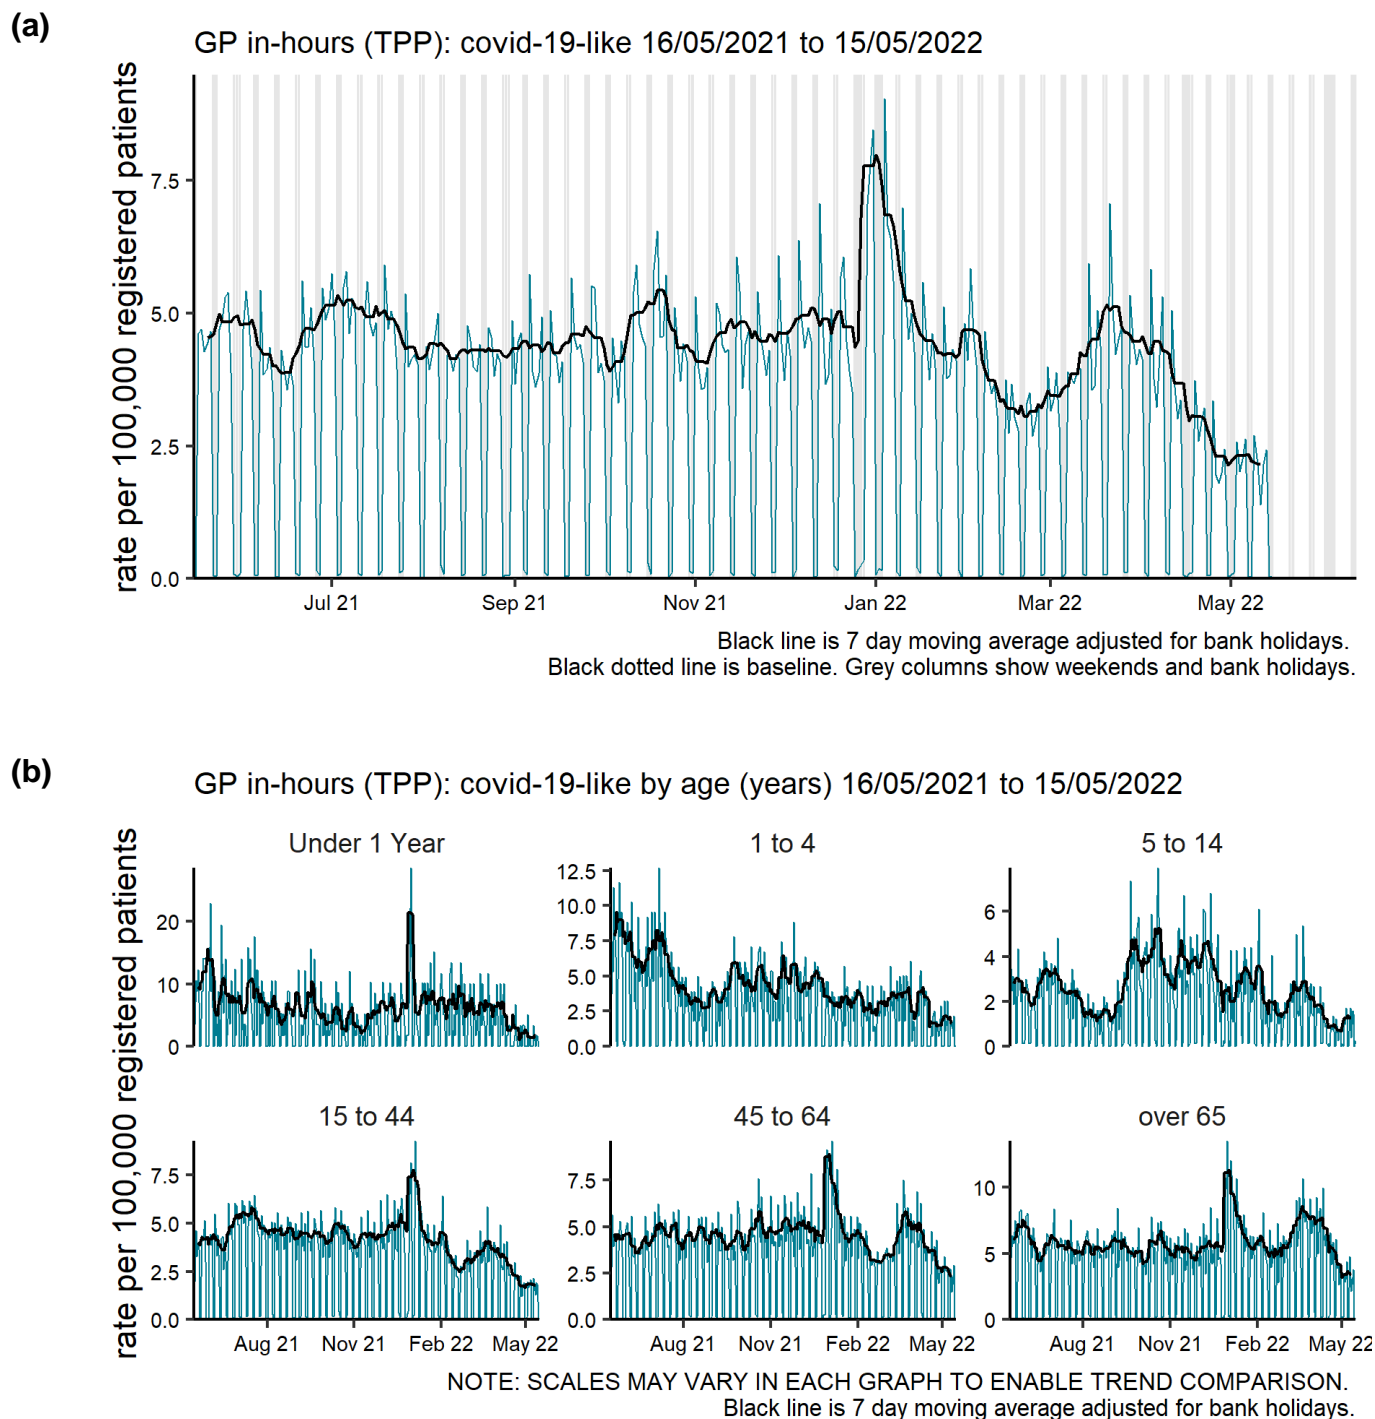 (a)
GP in-hours (TPP): covid-19-like 16/05/2021 to 15/05/2022
rate per 100,000 registered patients
7.5
5.0
2.5
0.0
Jul 21 Sep 21 Nov 21 Jan 22 Mar 22 May 22
Black line is 7 day moving average adjusted for bank holidays.
Black dotted line is baseline. Grey columns show weekends and bank holidays.
(b)
GP in-hours (TPP): covid-19-like by age (years) 16/05/2021 to 15/05/2022
rate per 100,000 registered patients
Under 1 Year
20
10
0
1 to 4
12.5
10.0
7.5
5.0
2.5
0.0
5 to 14
6
4
2
0
15 to 44
7.5
5.0
2.5
0.0
Aug 21 Nov 21 Feb 22 May 22
45 to 64
7.5
5.0
2.5
0.0
Aug 21 Nov 21 Feb 22 May 22
over 65
10
5
0
Aug 21 Nov 21 Feb 22 May 22
NOTE: SCALES MAY VARY IN EACH GRAPH TO ENABLE TREND COMPARISON.
Black line is 7 day moving average adjusted for bank holidays.